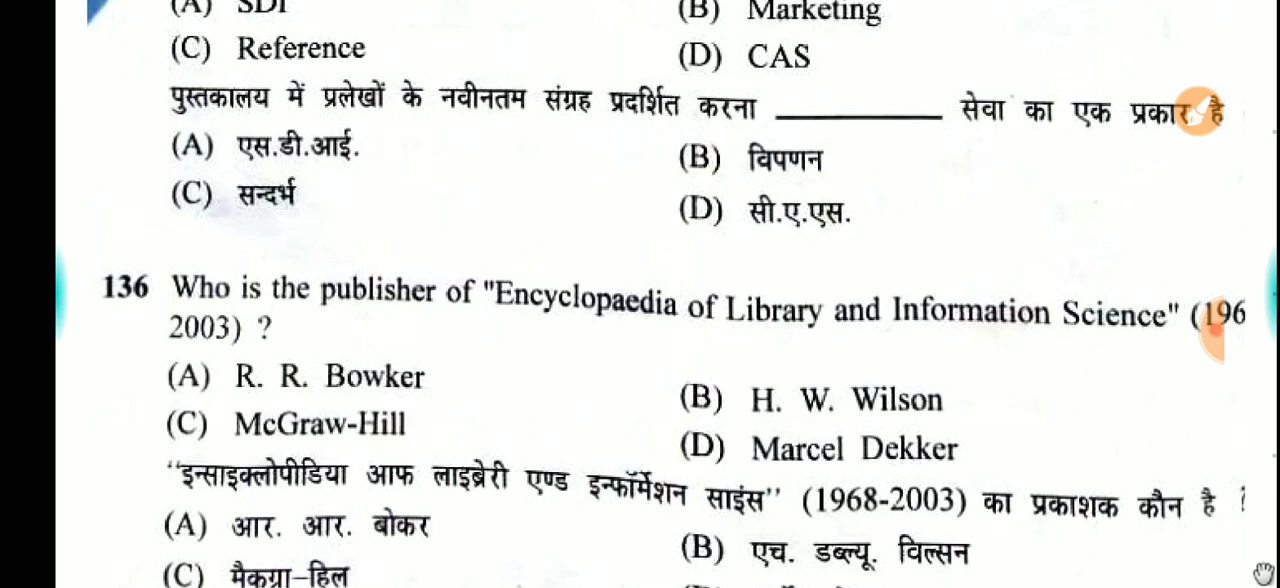 (A) SDI
(B) Marketing
(C) Reference
(D) CAS
पुस्तकालय में प्रलेखों के नवीनतम संग्रह प्रदर्शित करना __________ सेवा का एक प्रकार है
(A) एस.डी.आई.
(B) विपणन
(C) सन्दर्भ
(D) सी.ए.एस.
136 Who is the publisher of "Encyclopaedia of Library and Information Science" (196
2003) ?
(A) R. R. Bowker
(B) H. W. Wilson
(C) McGraw-Hill
(D) Marcel Dekker
"इन्साइक्लोपीडिया आफ लाइब्रेरी एण्ड इन्फॉर्मेशन साइंस" (1968-2003) का प्रकाशक कौन है ?
(A) आर. आर. बोकर
(B) एच. डब्ल्यू. विल्सन
(C) मैकग्रा-हिल